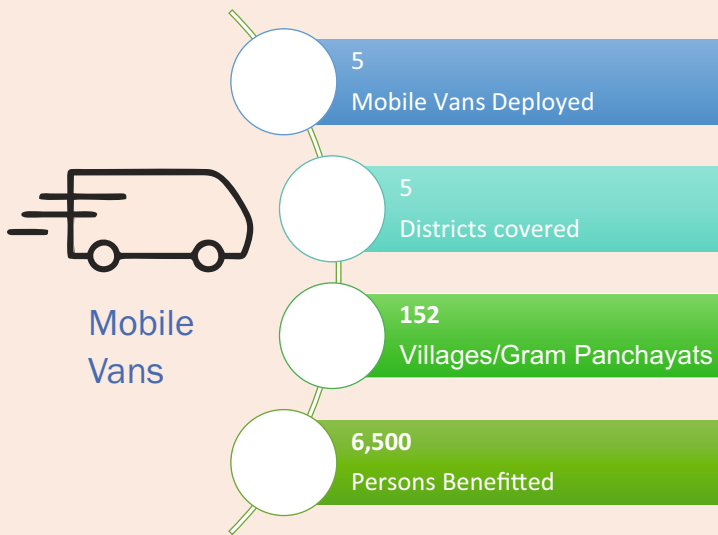 5
Mobile Vans Deployed
5
Districts covered
152
Villages/Gram Panchayats
6,500
Persons Benefitted
Mobile
Vans